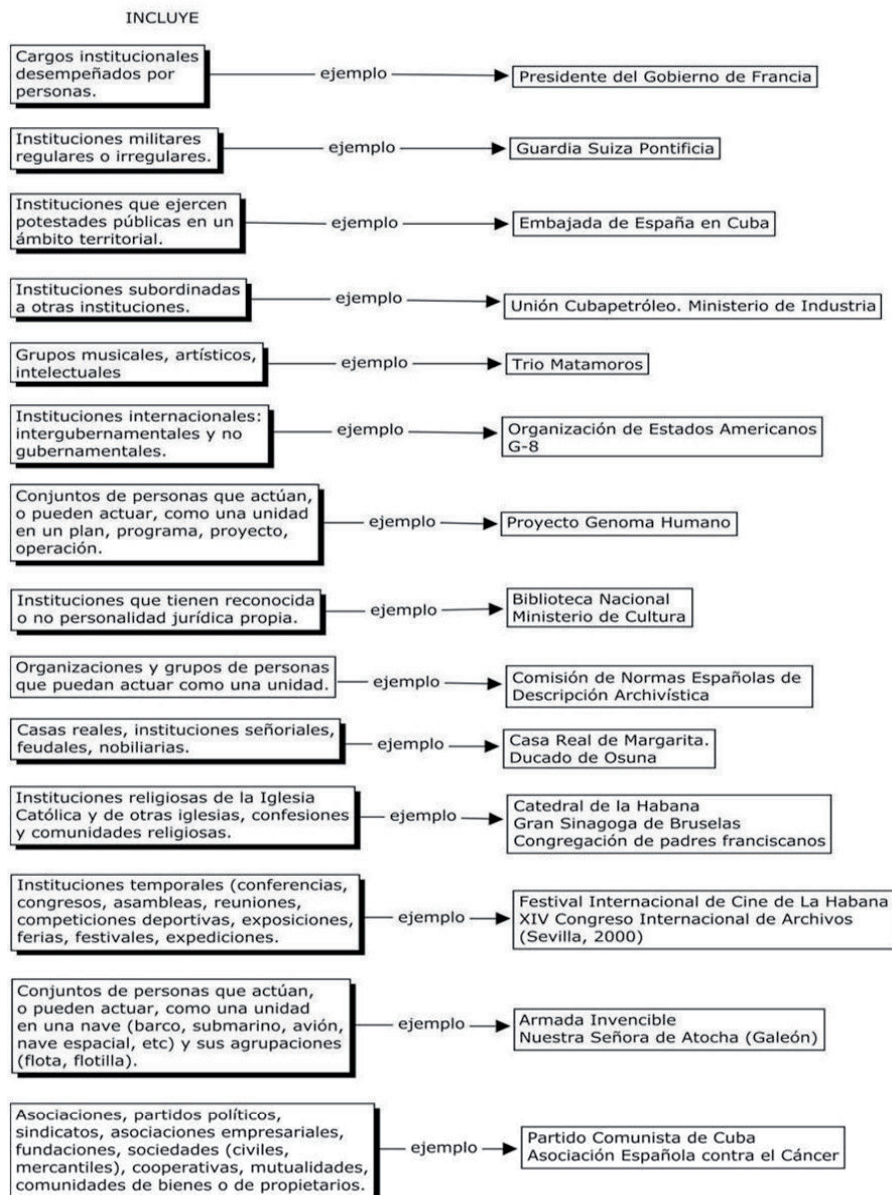 INCLUYE
Cargos institucionales
desempeñados por
personas.
ejemplo
Presidente del Gobierno de Francia
Instituciones militares
regulares o irregulares.
ejemplo
Guardia Suiza Pontificia
Instituciones que ejercen
potestades públicas en un
ámbito territorial.
ejemplo
Embajada de España en Cuba
Instituciones subordinadas
a otras instituciones.
ejemplo
Unión Cubapetróleo. Ministerio de Industria
Grupos musicales, artísticos,
intelectuales
ejemplo
Trio Matamoros
Instituciones internacionales:
intergubernamentales y no
gubernamentales.
ejemplo
Organización de Estados Americanos
G-8
Conjuntos de personas que actúan,
o pueden actuar, como una unidad
en un plan, programa, proyecto,
operación.
ejemplo
Proyecto Genoma Humano
Instituciones que tienen reconocida
o no personalidad jurídica propia.
ejemplo
Biblioteca Nacional
Ministerio de Cultura
Organizaciones y grupos de personas
que puedan actuar como una unidad.
ejemplo
Comisión de Normas Españolas de
Descripción Archivística
Casas reales, instituciones señoriales,
feudales, nobiliarias.
ejemplo
Casa Real de Margarita.
Ducado de Osuna
Instituciones religiosas de la Iglesia
Católica y de otras iglesias, confesiones
y comunidades religiosas.
ejemplo
Catedral de la Habana
Gran Sinagoga de Bruselas
Congregación de padres franciscanos
Instituciones temporales (conferencias,
congresos, asambleas, reuniones,
competiciones deportivas, exposiciones,
ferias, festivales, expediciones.
ejemplo
Festival Internacional de Cine de La Habana
XIV Congreso Internacional de Archivos
(Sevilla, 2000)
Conjuntos de personas que actúan,
o pueden actuar, como una unidad
en una nave (barco, submarino, avión,
nave espacial, etc) y sus agrupaciones
(flota, flotilla).
ejemplo
Armada Invencible
Nuestra Señora de Atocha (Galeón)
Asociaciones, partidos políticos,
sindicatos, asociaciones empresariales,
fundaciones, sociedades (civiles,
mercantiles), cooperativas, mutualidades,
comunidades de bienes o de propietarios.
ejemplo
Partido Comunista de Cuba
Asociación Española contra el Cáncer